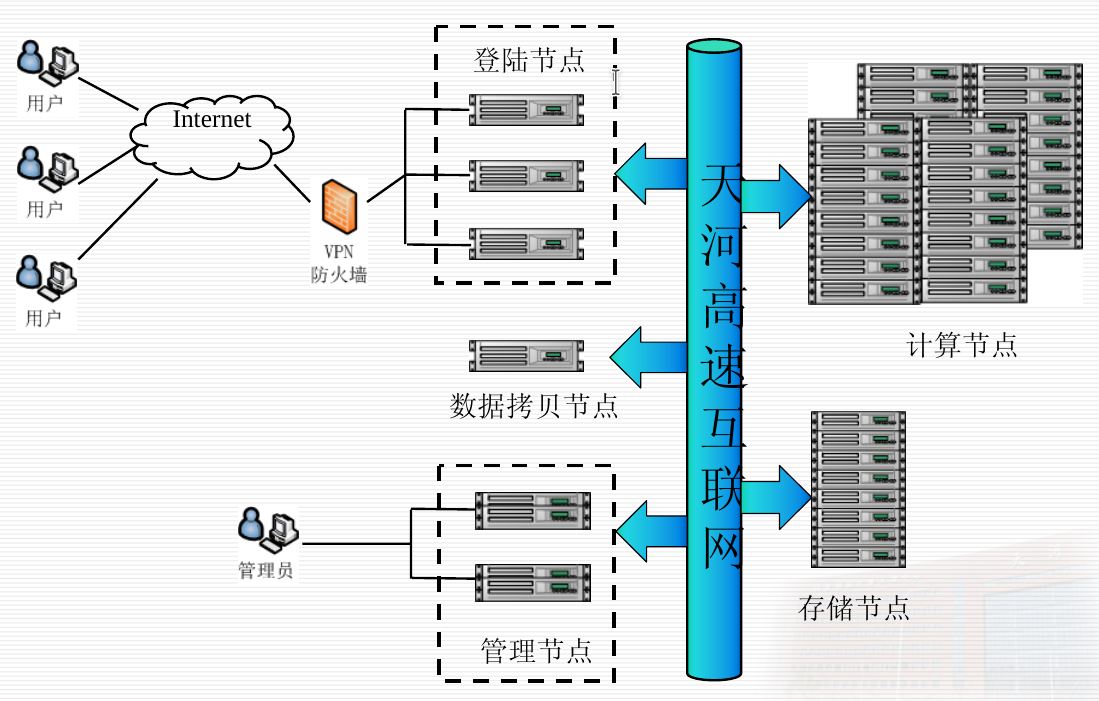 用户
用户
用户
Internet
VPN
防火墙
登陆节点
数据拷贝节点
管理员
管理节点
天河高速互联网
计算节点
存储节点